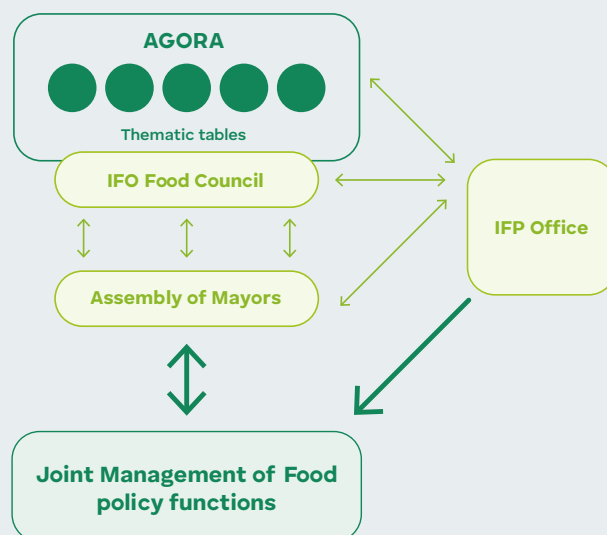 AGORA
Thematic tables
IFO Food Council
IFP Office
Assembly of Mayors
Joint Management of Food
policy functions